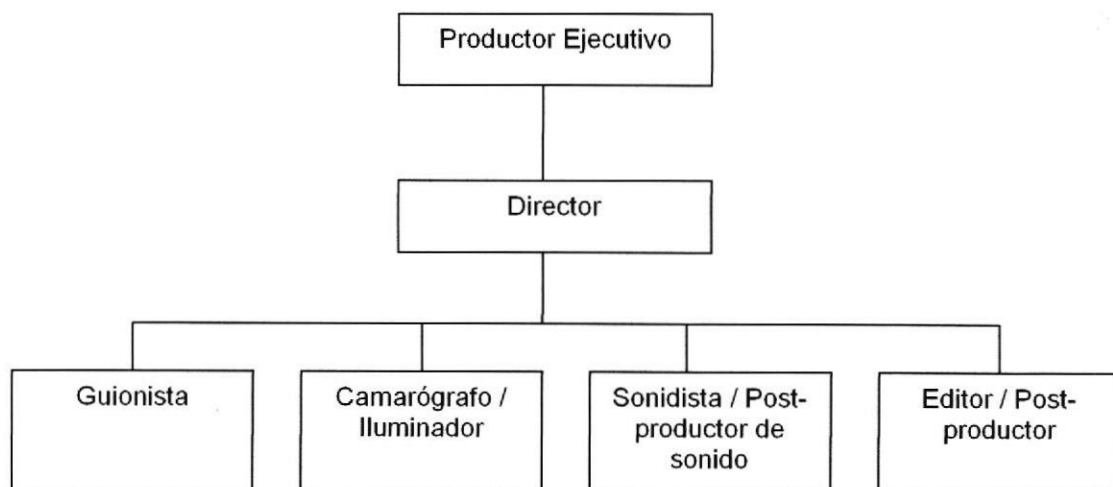 Productor Ejecutivo
Director
Guionista
Camarógrafo /
Iluminador
Sonidista / Post-
productor de
sonido
Editor / Post-
productor